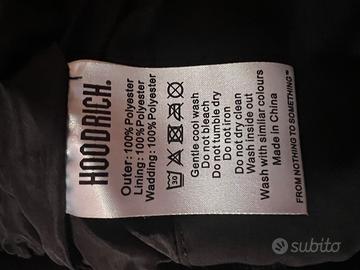 HOODRICH.
Outer: 100% Polyester
Lining: 100% Polyester
Wadding: 100% Polyester
30
Gentle cool wash
Do not bleach
Do not tumble dry
Do not iron
Do not dry clean
Wash inside out
Wash with similar colours
Made in China
FROM NOTHING TO SOMETHING™
subito